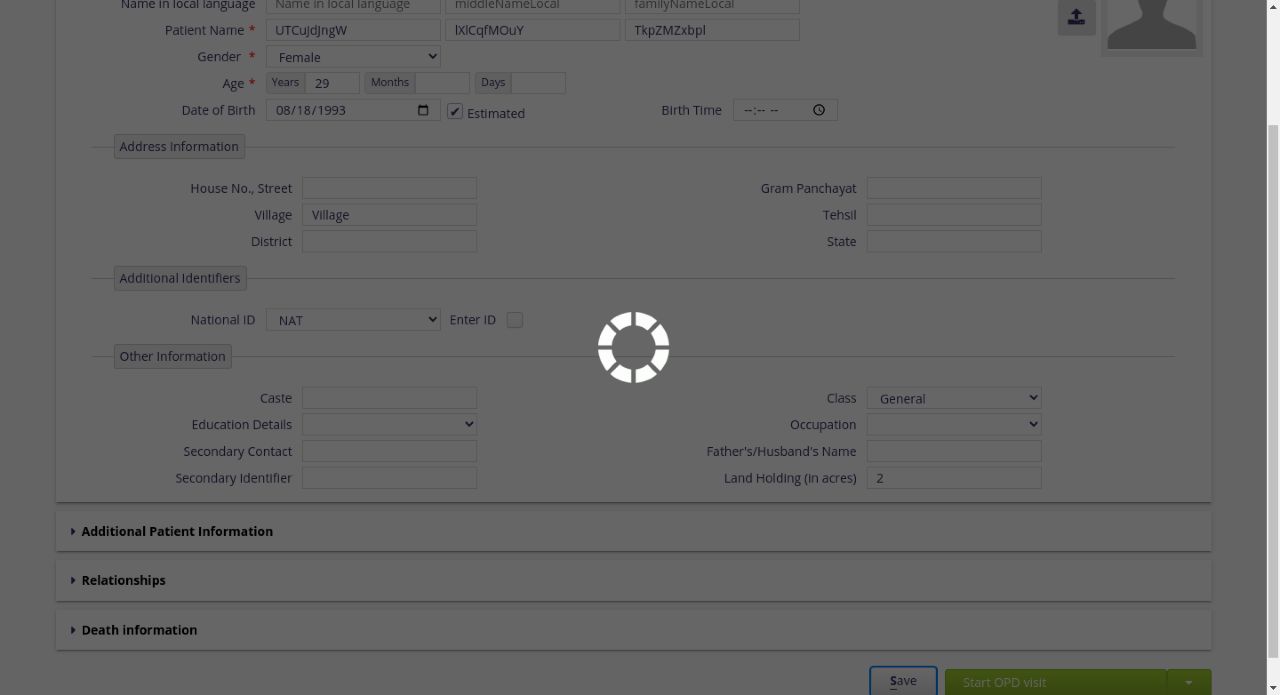 Name in local language Name in local language middleNameLocal familyNameLocal
Patient Name * UTCuJdJngW lXlCqfMOuY TkpZMZxbpl
Gender * Female
Age * Years 29 Months Days
Date of Birth 08/18/1993 Estimated Birth Time --:-- --
Address Information
House No., Street Gram Panchayat
Village Village Tehsil
District State
Additional Identifiers
National ID NAT Enter ID
Other Information
Caste Class General
Education Details Occupation
Secondary Contact Father's/Husband's Name
Secondary Identifier Land Holding (in acres) 2
Additional Patient Information
Relationships
Death information
Save Start OPD visit